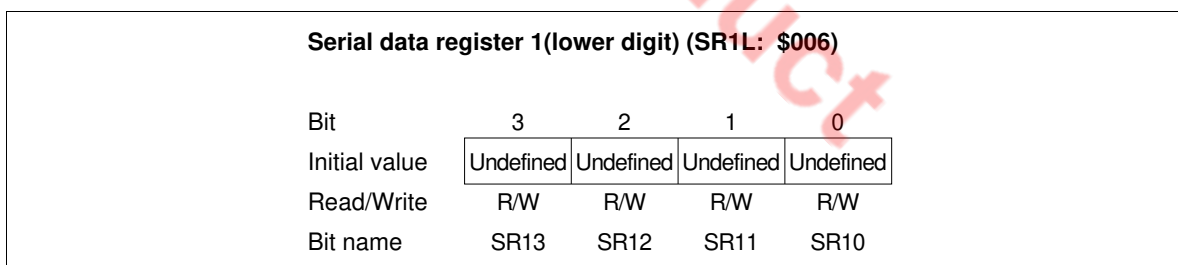 Serial data register 1(lower digit) (SR1L: $006)
Bit 3 2 1 0
Initial value Undefined Undefined Undefined Undefined
Read/Write R/W R/W R/W R/W
Bit name SR13 SR12 SR11 SR10